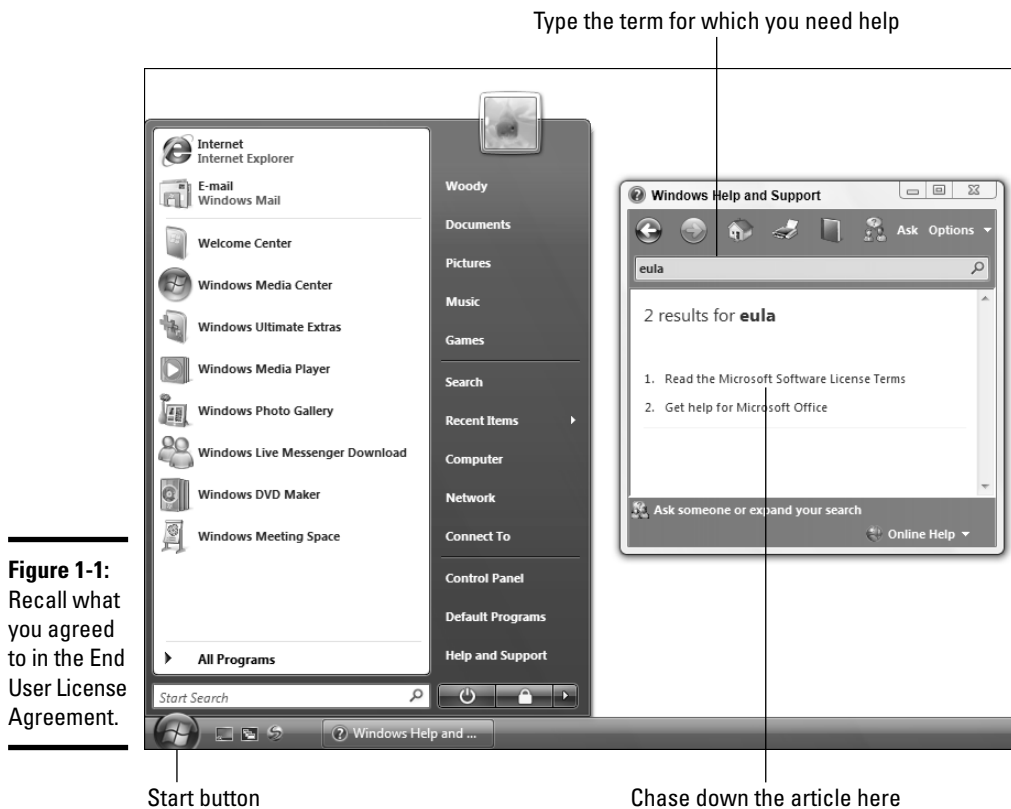 Type the term for which you need help
Internet
Internet Explorer
E-mail
Windows Mail
Welcome Center
Windows Media Center
Windows Ultimate Extras
Windows Media Player
Windows Photo Gallery
Windows Live Messenger Download
Windows DVD Maker
Windows Meeting Space
All Programs
Start Search
Woody
Documents
Pictures
Music
Games
Search
Recent Items
Computer
Network
Connect To
Control Panel
Default Programs
Help and Support
Windows Help and Support
Ask Options
eula
2 results for eula
1. Read the Microsoft Software License Terms
2. Get help for Microsoft Office
Ask someone or expand your search
Online Help
Windows Help and ...
Figure 1-1:
Recall what
you agreed
to in the End
User License
Agreement.
Start button
Chase down the article here